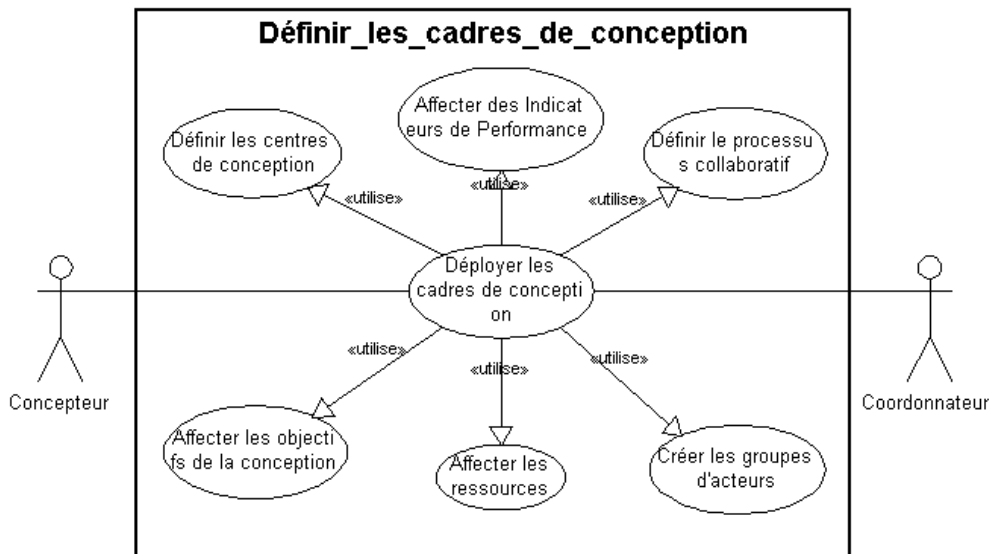 Définir_les_cadres_de_conception
Affecter des Indicat
eurs de Performance
Définir les centres
de conception
Définir le processu
s collaboratif
«utilise»
«utilise»
«utilise»
Déployer les
cadres de concepti
on
Concepteur
Coordonnateur
«utilise»
«utilise»
«utilise»
Affecter les objecti
fs de la conception
Affecter les
ressources
Créer les groupes
d'acteurs